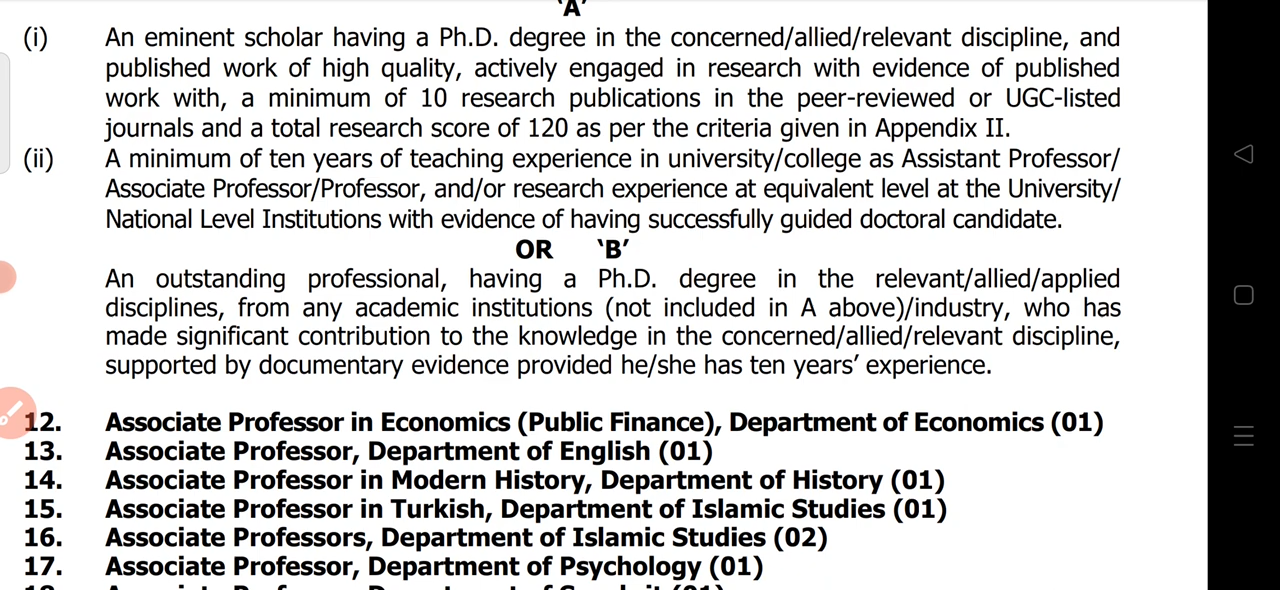 'A'
(i) An eminent scholar having a Ph.D. degree in the concerned/allied/relevant discipline, and
published work of high quality, actively engaged in research with evidence of published
work with, a minimum of 10 research publications in the peer-reviewed or UGC-listed
journals and a total research score of 120 as per the criteria given in Appendix II.
(ii) A minimum of ten years of teaching experience in university/college as Assistant Professor/
Associate Professor/Professor, and/or research experience at equivalent level at the University/
National Level Institutions with evidence of having successfully guided doctoral candidate.
OR 'B'
An outstanding professional, having a Ph.D. degree in the relevant/allied/applied
disciplines, from any academic institutions (not included in A above)/industry, who has
made significant contribution to the knowledge in the concerned/allied/relevant discipline,
supported by documentary evidence provided he/she has ten years' experience.
12. Associate Professor in Economics (Public Finance), Department of Economics (01)
13. Associate Professor, Department of English (01)
14. Associate Professor in Modern History, Department of History (01)
15. Associate Professor in Turkish, Department of Islamic Studies (01)
16. Associate Professors, Department of Islamic Studies (02)
17. Associate Professor, Department of Psychology (01)